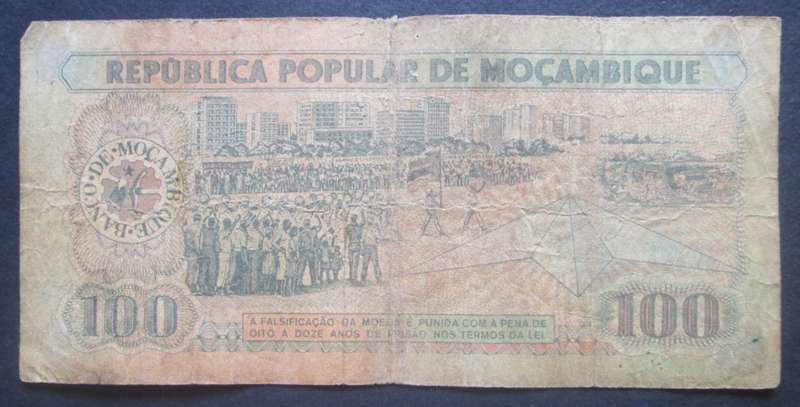 REPÚBLICA POPULAR DE MOÇAMBIQUE
BANCO·DE·MOÇAMBIQUE·
100
A FALSIFICAÇÃO DA MOEDA É PUNIDA COM A PENA DE
OITO A DOZE ANOS DE PRISÃO NOS TERMOS DA LEI.
100